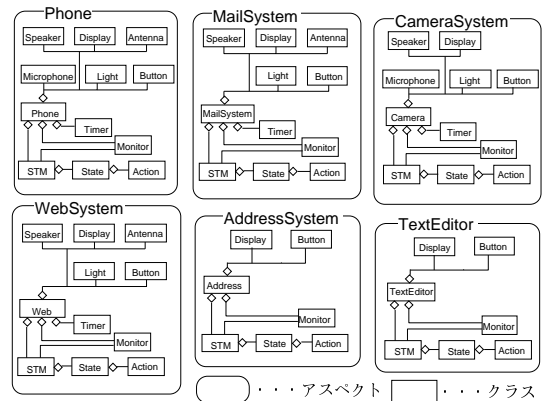 Phone
Speaker Display Antenna
Microphone Light Button
Phone
Timer
Monitor
STM State Action
MailSystem
Speaker Display Antenna
Light Button
MailSystem
Timer
Monitor
STM State Action
CameraSystem
Speaker Display
Microphone Light Button
Camera
Timer
Monitor
STM State Action
WebSystem
Speaker Display Antenna
Light Button
Web
Timer
Monitor
STM State Action
AddressSystem
Display Button
Address
Monitor
STM State Action
TextEditor
Display Button
TextEditor
Monitor
STM State Action
・・・アスペクト ・・・クラス